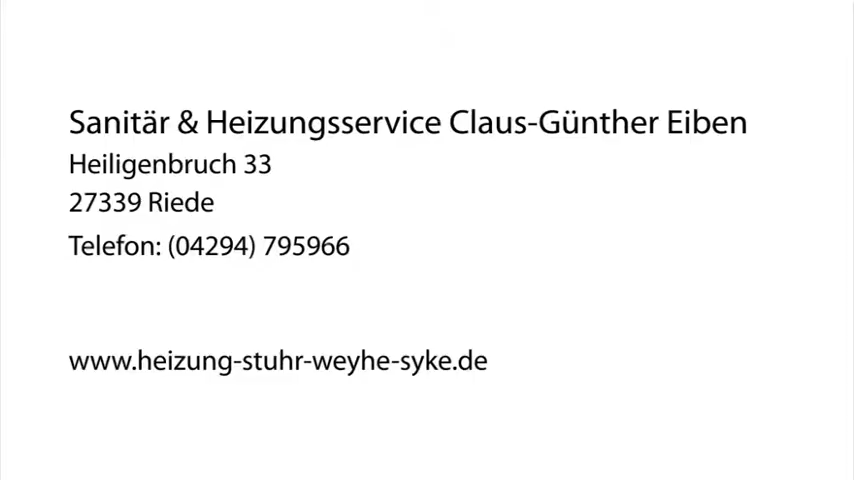 Sanitär & Heizungsservice Claus-Günther Eiben
Heiligenbruch 33
27339 Riede
Telefon: (04294) 795966
www.heizung-stuhr-weyhe-syke.de